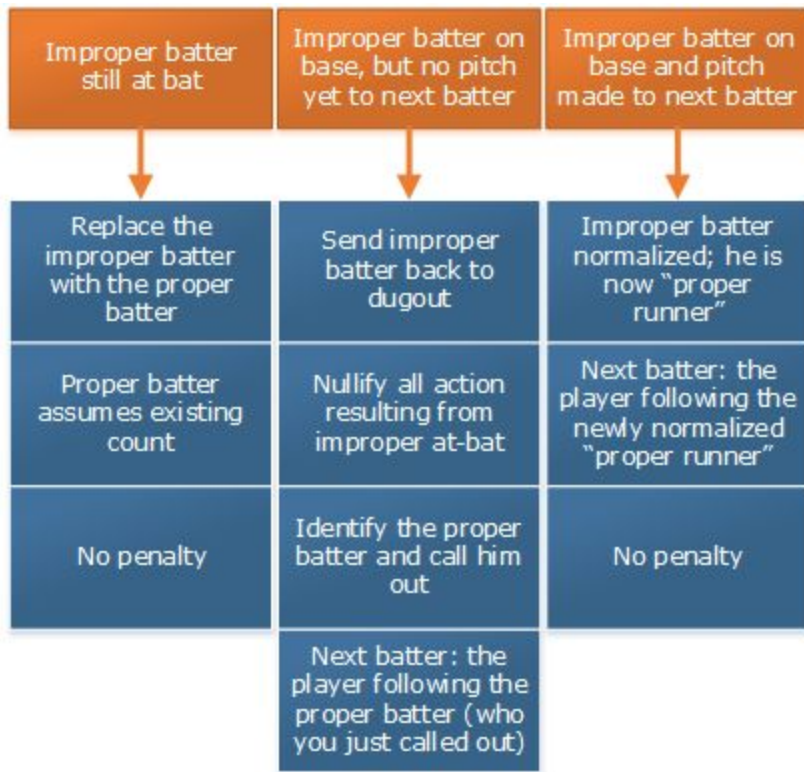 Improper batter
still at bat
Improper batter on
base, but no pitch
yet to next batter
Improper batter on
base and pitch
made to next batter
Replace the
improper batter
with the proper
batter
Proper batter
assumes existing
count
No penalty
Send improper
batter back to
dugout
Nullify all action
resulting from
improper at-bat
Identify the proper
batter and call him
out
Next batter: the
player following the
proper batter (who
you just called out)
Improper batter
normalized; he is
now “proper
runner”
Next batter: the
player following the
newly normalized
“proper runner”
No penalty